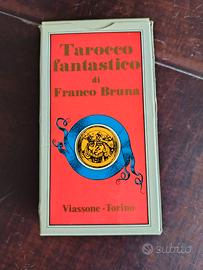 Tarocco
fantastico
di
Franco Bruna
Viassone - Torino
subito